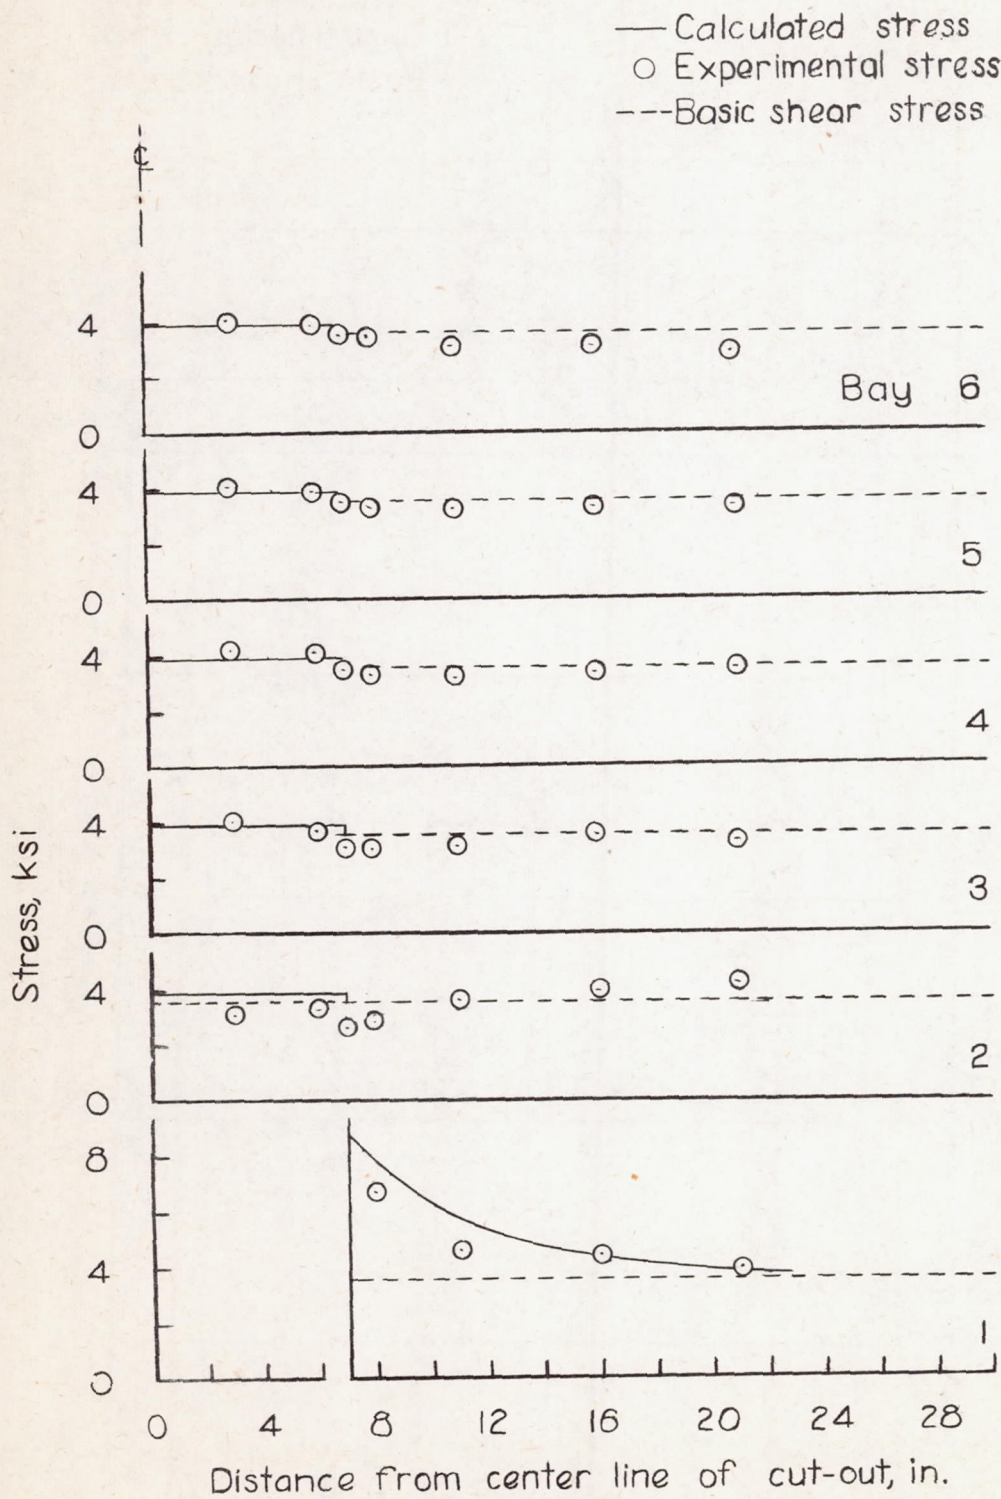 Calculated stress
Experimental stress
Basic shear stress
℄
4
0
Bay 6
4
0
5
4
0
4
4
0
3
4
0
2
8
4
0
1
0 4 8 12 16 20 24 28
Distance from center line of cut-out, in.
Stress, ksi